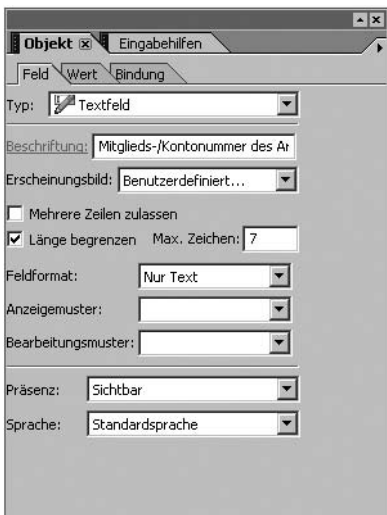 Objekt Eingabehilfen
Feld Wert Bindung
Typ: Textfeld
Beschriftung: Mitglieds-/Kontonummer des Ar
Erscheinungsbild: Benutzerdefiniert...
Mehrere Zeilen zulassen
Länge begrenzen Max. Zeichen: 7
Feldformat: Nur Text
Anzeigemuster:
Bearbeitungsmuster:
Präsenz: Sichtbar
Sprache: Standardsprache